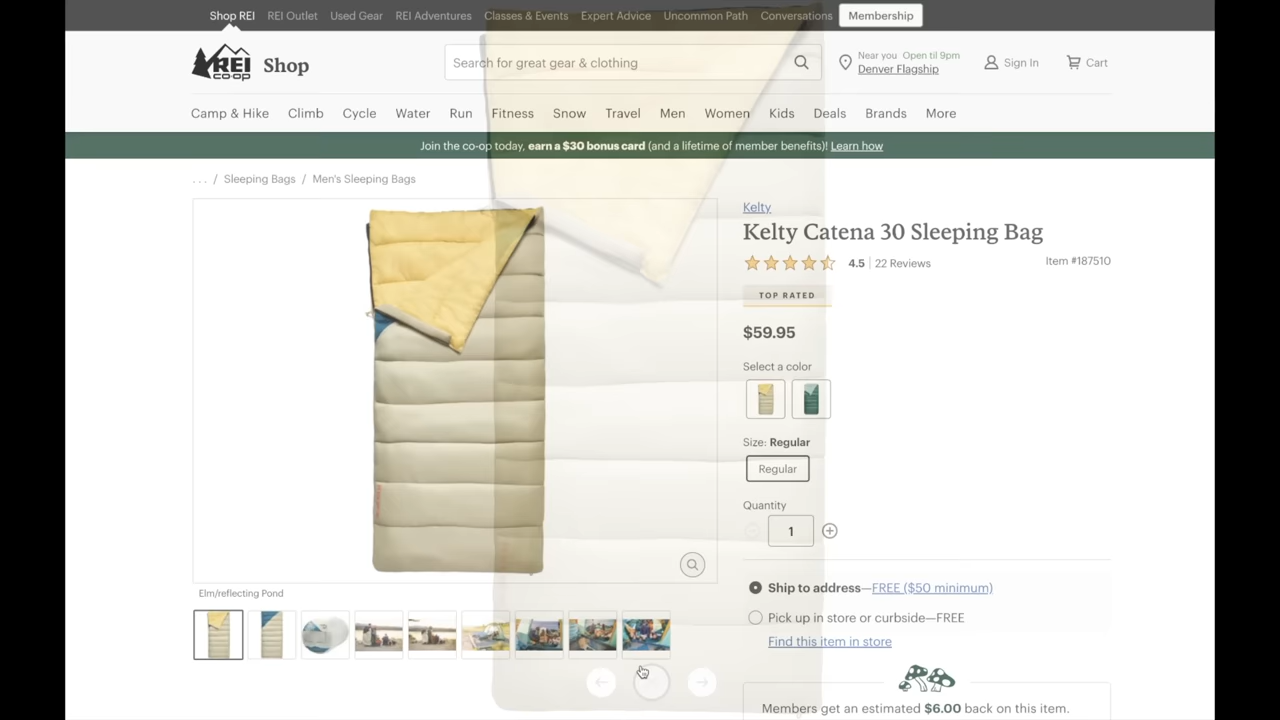 Shop REI REI Outlet Used Gear REI Adventures Classes & Events Expert Advice Uncommon Path Conversations Membership
REI CO-OP Shop
Search for great gear & clothing
Near you Open til 9pm
Denver Flagship
Sign In
Cart
Camp & Hike Climb Cycle Water Run Fitness Snow Travel Men Women Kids Deals Brands More
Join the co-op today, earn a $30 bonus card (and a lifetime of member benefits)! Learn how
. . . / Sleeping Bags / Men's Sleeping Bags
Kelty
Kelty Catena 30 Sleeping Bag
4.5 | 22 Reviews
Item #187510
TOP RATED
$59.95
Select a color
Size: Regular
Regular
Quantity
1
Elm/reflecting Pond
Ship to address—FREE ($50 minimum)
Pick up in store or curbside—FREE
Find this item in store
Members get an estimated $6.00 back on this item.